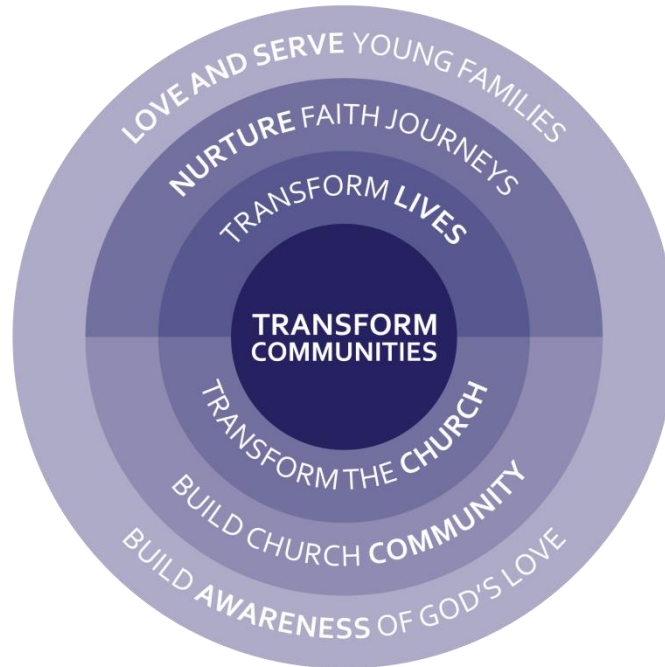 LOVE AND SERVE YOUNG FAMILIES
NURTURE FAITH JOURNEYS
TRANSFORM LIVES
TRANSFORM
COMMUNITIES
TRANSFORM THE CHURCH
BUILD CHURCH COMMUNITY
BUILD AWARENESS OF GOD'S LOVE